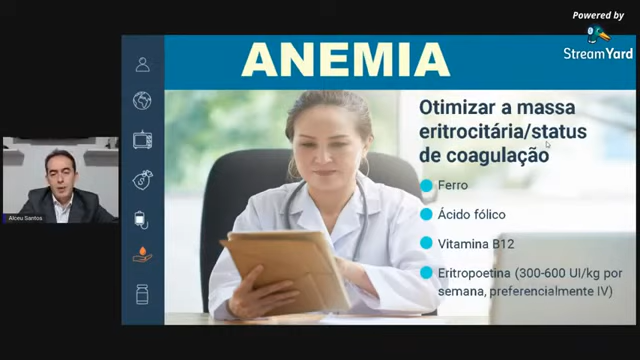 Powered by
StreamYard
ANEMIA
Otimizar a massa
eritrocitária/status
de coagulação
Ferro
Ácido fólico
Vitamina B12
Eritropoetina (300-600 UI/kg por
semana, preferencialmente IV)
Alceu Santos